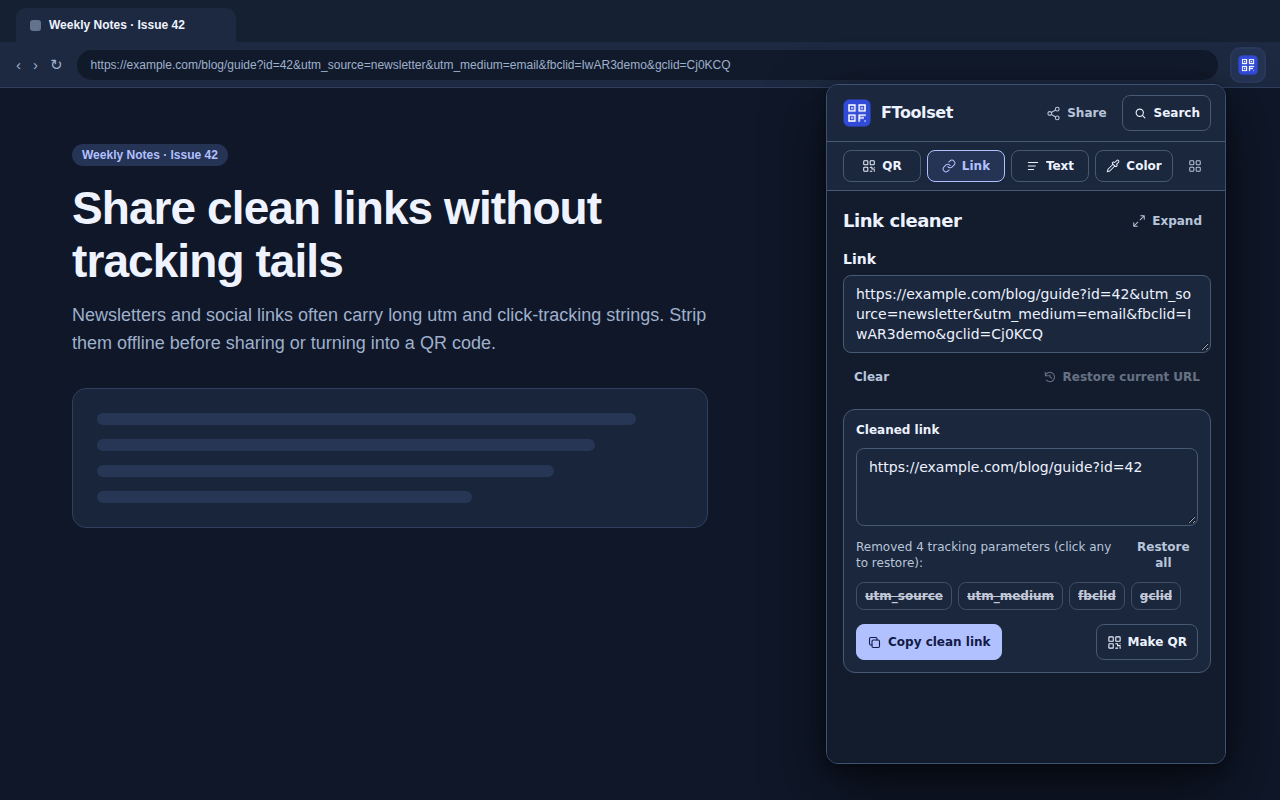 Weekly Notes · Issue 42
https://example.com/blog/guide?id=42&utm_source=newsletter&utm_medium=email&fbclid=IwAR3demo&gclid=Cj0KCQ
Weekly Notes · Issue 42
Share clean links without
tracking tails
Newsletters and social links often carry long utm and click-tracking strings. Strip
them offline before sharing or turning into a QR code.
FToolset
Share
Search
QR
Link
Text
Color
Link cleaner
Expand
Link
https://example.com/blog/guide?id=42&utm_so
urce=newsletter&utm_medium=email&fbclid=I
wAR3demo&gclid=Cj0KCQ
Clear
Restore current URL
Cleaned link
https://example.com/blog/guide?id=42
Removed 4 tracking parameters (click any
to restore):
Restore
all
utm_source
utm_medium
fbclid
gclid
Copy clean link
Make QR